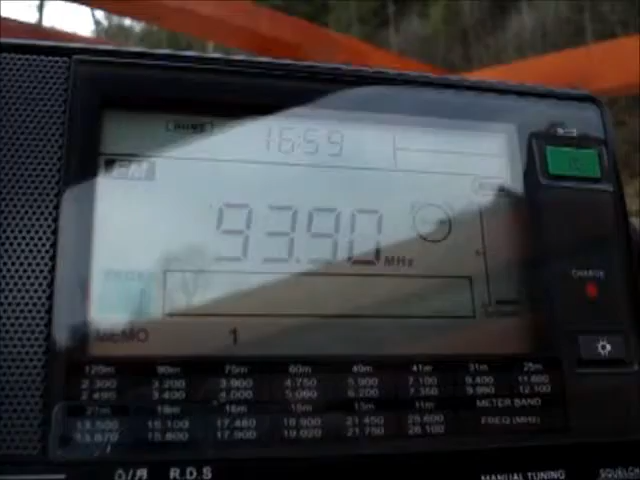 16:59
FM
93.90 MHz
CHARGE
MEMO 1
120m 90m 75m 60m 49m 41m 31m 25m
2.300 3.200 3.900 4.750 5.900 7.100 9.400 11.600
2.495 3.400 4.000 5.060 6.200 7.350 9.990 12.100
21m 19m 16m 15m 13m 11m METER BAND
13.500 15.100 17.480 18.900 21.450 25.600 FREQ (MHz)
13.870 15.800 17.900 19.020 21.750 26.100
R.D.S MANUAL TUNING SQUELCH